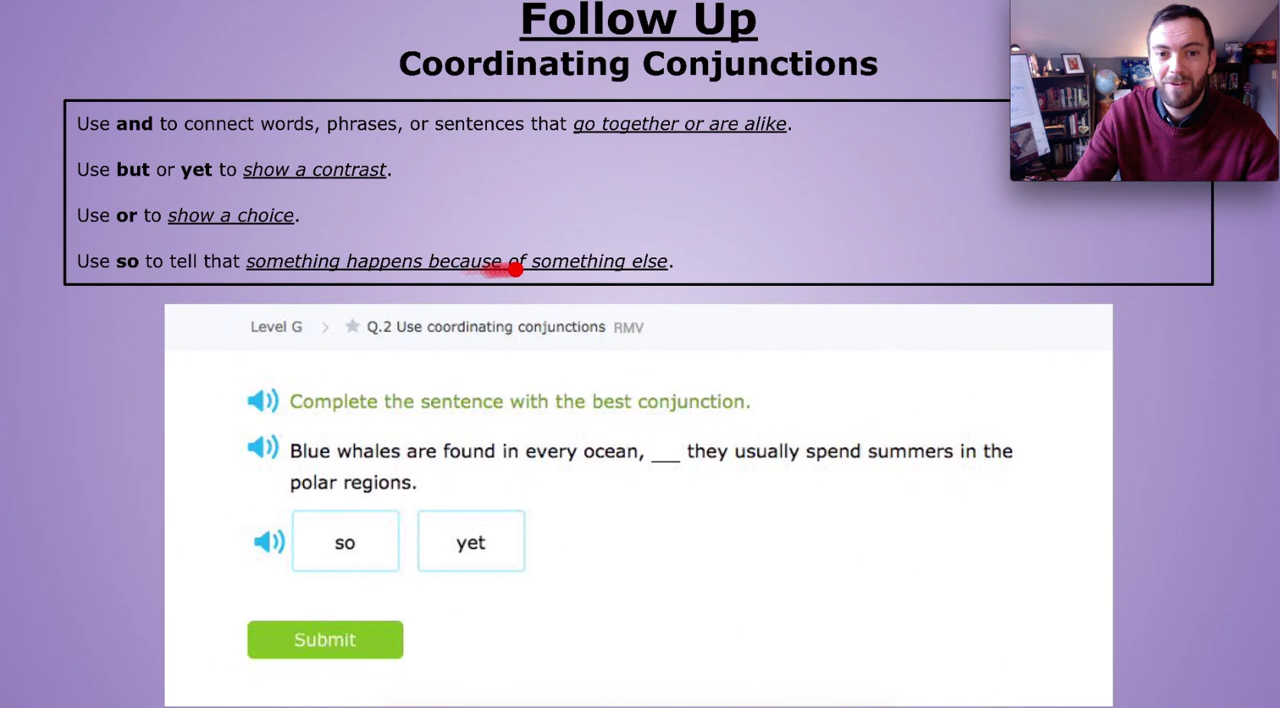 Follow Up
Coordinating Conjunctions
Use and to connect words, phrases, or sentences that go together or are alike.
Use but or yet to show a contrast.
Use or to show a choice.
Use so to tell that something happens because of something else.
Level G > Q.2 Use coordinating conjunctions RMV
Complete the sentence with the best conjunction.
Blue whales are found in every ocean, ___ they usually spend summers in the
polar regions.
so yet
Submit